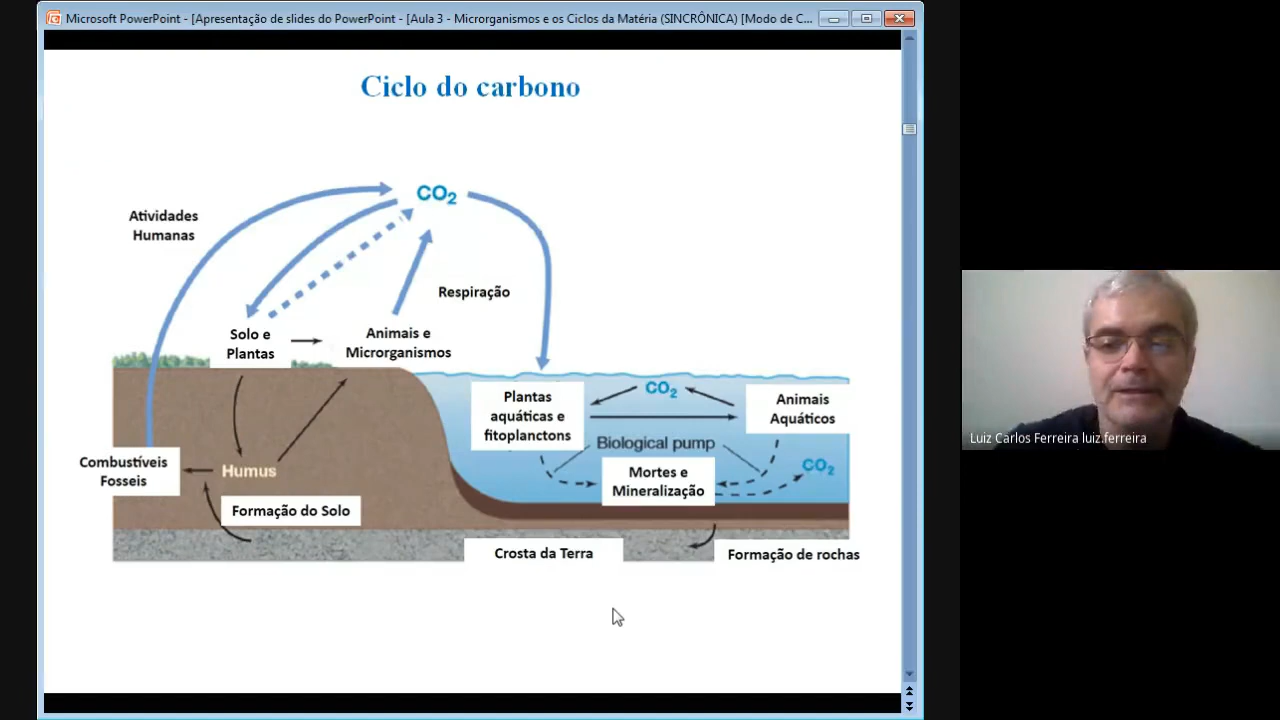 Microsoft PowerPoint - [Apresentação de slides do PowerPoint - [Aula 3 - Microrganismos e os Ciclos da Matéria (SINCRÔNICA) [Modo de C...
Ciclo do carbono
CO2
Atividades
Humanas
Respiração
Solo e
Plantas
Animais e
Microrganismos
Plantas
aquáticas e
fitoplanctons
CO2
Animais
Aquáticos
Biological pump
Combustíveis
Fosseis
Humus
Mortes e
Mineralização
CO2
Formação do Solo
Crosta da Terra
Formação de rochas
Luiz Carlos Ferreira luiz.ferreira